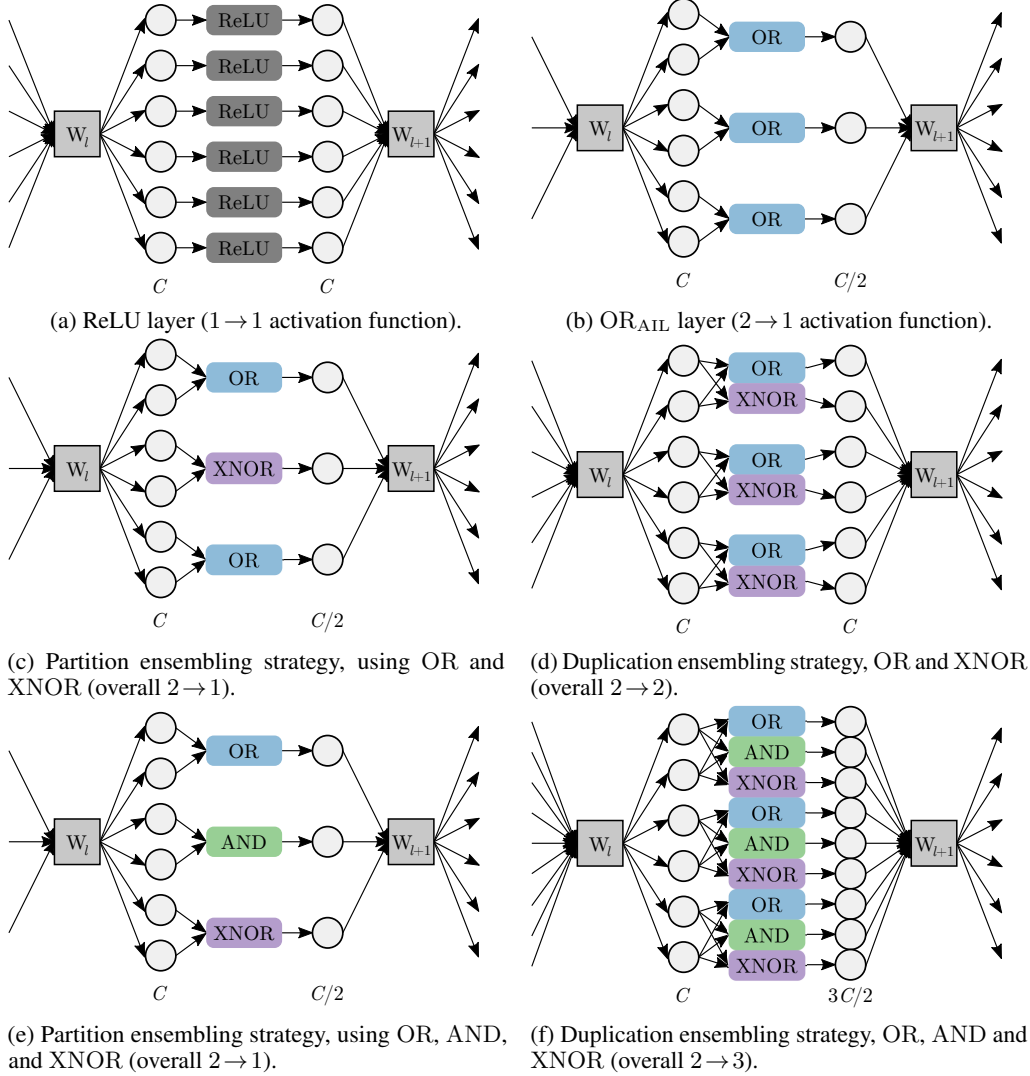 W_l
ReLU
ReLU
ReLU
ReLU
ReLU
ReLU
W_{l+1}
C
C
(a) ReLU layer (1→1 activation function).
W_l
OR
OR
OR
W_{l+1}
C
C/2
(b) OR_AIL layer (2→1 activation function).
W_l
OR
XNOR
OR
W_{l+1}
C
C/2
(c) Partition ensembling strategy, using OR and
XNOR (overall 2→1).
W_l
OR
XNOR
OR
XNOR
OR
XNOR
W_{l+1}
C
C
(d) Duplication ensembling strategy, OR and XNOR
(overall 2→2).
W_l
OR
AND
XNOR
W_{l+1}
C
C/2
(e) Partition ensembling strategy, using OR, AND,
and XNOR (overall 2→1).
W_l
OR
AND
XNOR
OR
AND
XNOR
OR
AND
XNOR
W_{l+1}
C
3C/2
(f) Duplication ensembling strategy, OR, AND and
XNOR (overall 2→3).